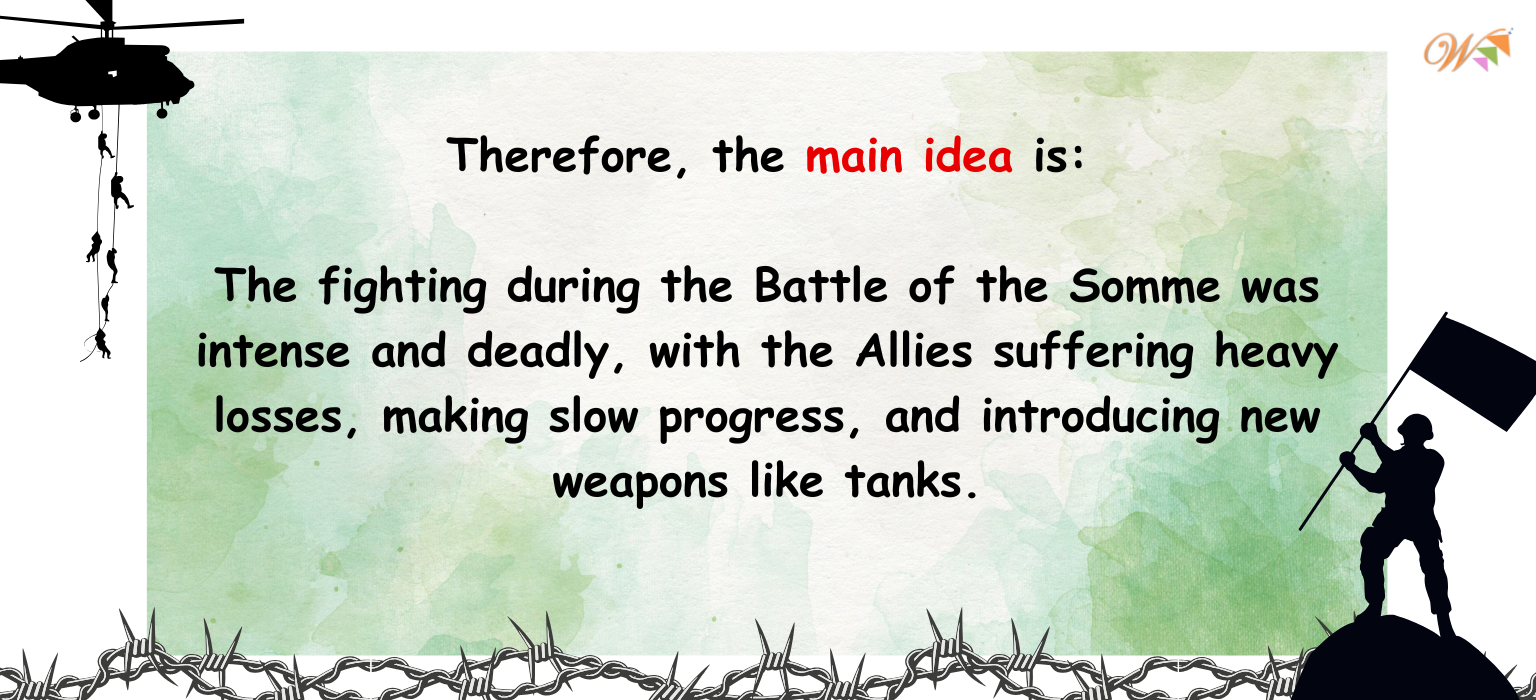 W
Therefore, the main idea is:
The fighting during the Battle of the Somme was
intense and deadly, with the Allies suffering heavy
losses, making slow progress, and introducing new
weapons like tanks.